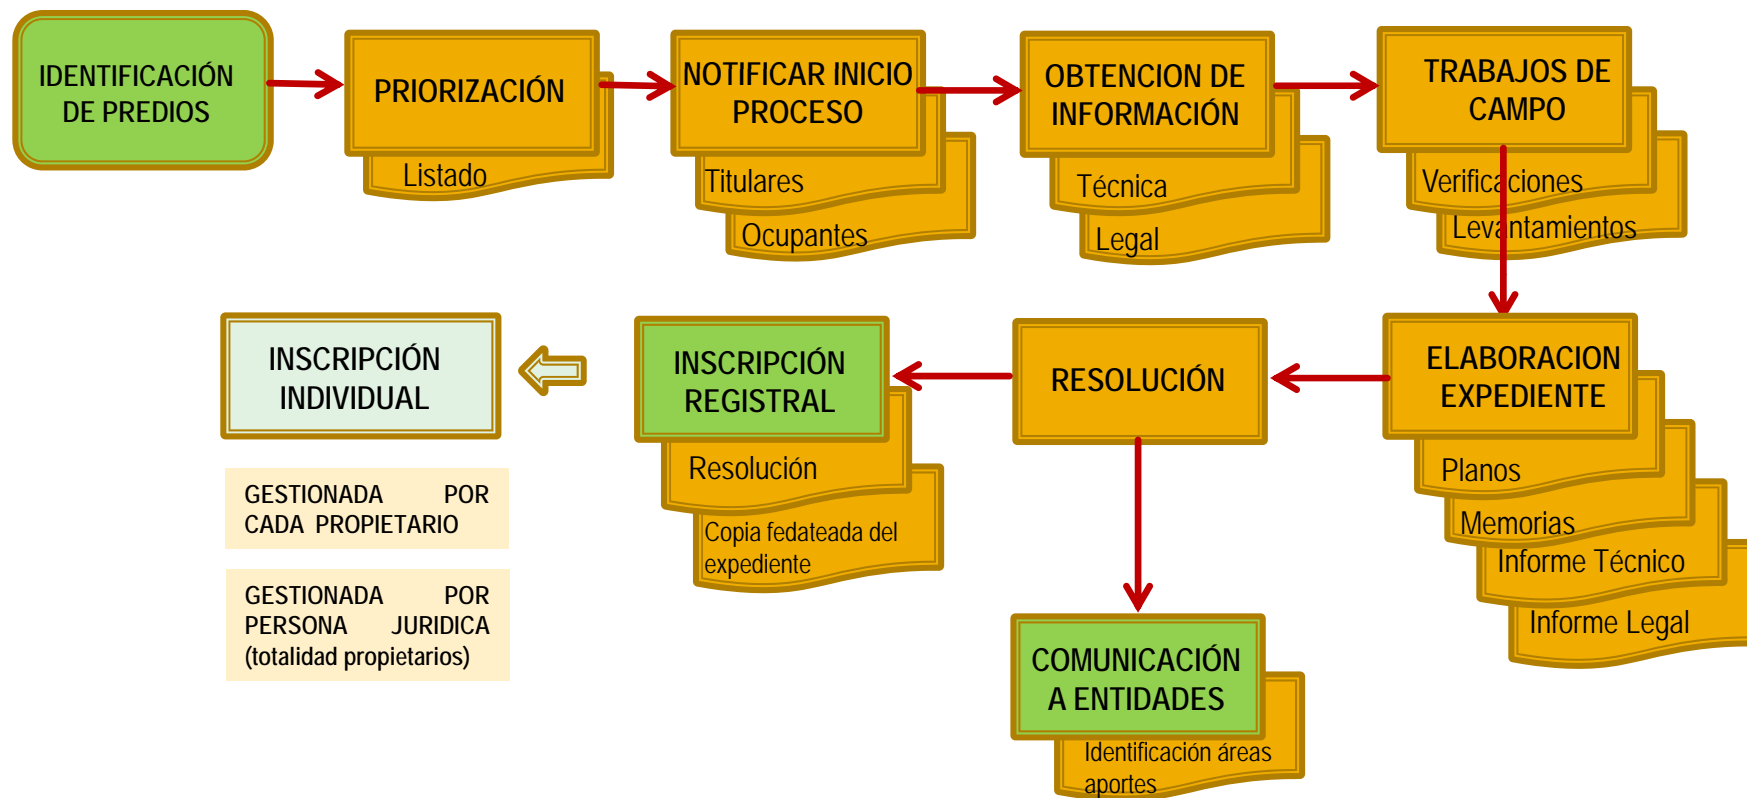 IDENTIFICACIÓN
DE PREDIOS
PRIORIZACIÓN
Listado
NOTIFICAR INICIO
PROCESO
Titulares
Ocupantes
OBTENCION DE
INFORMACIÓN
Técnica
Legal
TRABAJOS DE
CAMPO
Verificaciones
Levantamientos
ELABORACION
EXPEDIENTE
Planos
Memorias
Informe Técnico
Informe Legal
RESOLUCIÓN
COMUNICACIÓN
A ENTIDADES
Identificación áreas
aportes
INSCRIPCIÓN
REGISTRAL
Resolución
Copia fedateada del
expediente
INSCRIPCIÓN
INDIVIDUAL
GESTIONADA POR
CADA PROPIETARIO
GESTIONADA POR
PERSONA JURIDICA
(totalidad propietarios)